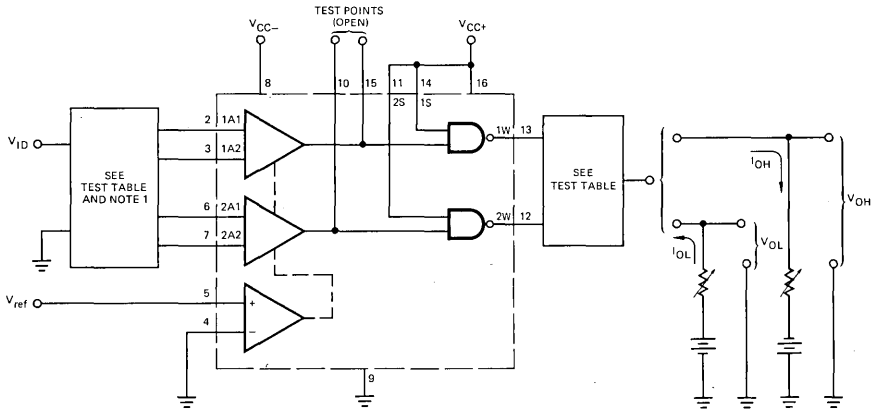 TEST POINTS
(OPEN)
VCC−
VCC+
8
10
15
11
14
16
2S
1S
2
1A1
3
1A2
1W
13
VID
SEE
TEST TABLE
AND NOTE 1
SEE
TEST TABLE
IOH
VOH
6
2A1
7
2A2
2W
12
IOL
VOL
Vref
5
+
4
−
9